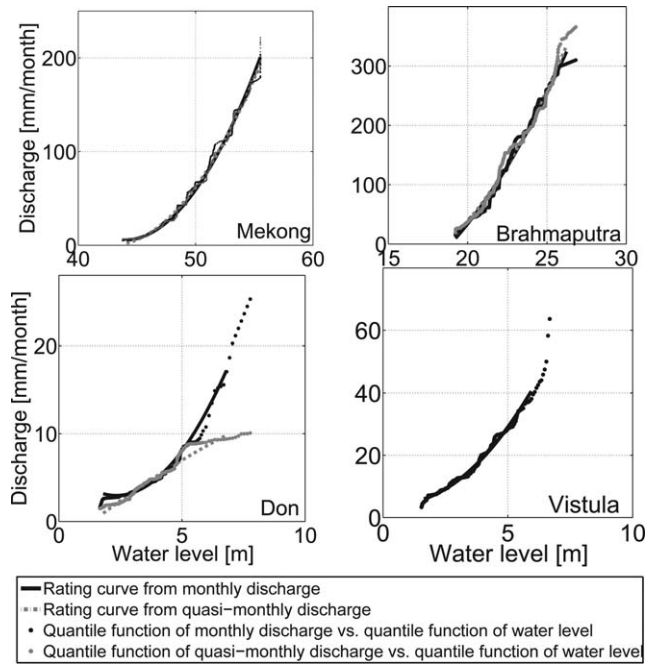 Discharge [mm/month]
200
100
0
40
50
60
Mekong
300
200
100
0
15
20
25
30
Brahmaputra
Discharge [mm/month]
20
10
0
0
5
10
Don
Water level [m]
60
40
20
0
0
5
10
Vistula
Water level [m]
Rating curve from monthly discharge
Rating curve from quasi-monthly discharge
Quantile function of monthly discharge vs. quantile function of water level
Quantile function of quasi-monthly discharge vs. quantile function of water level